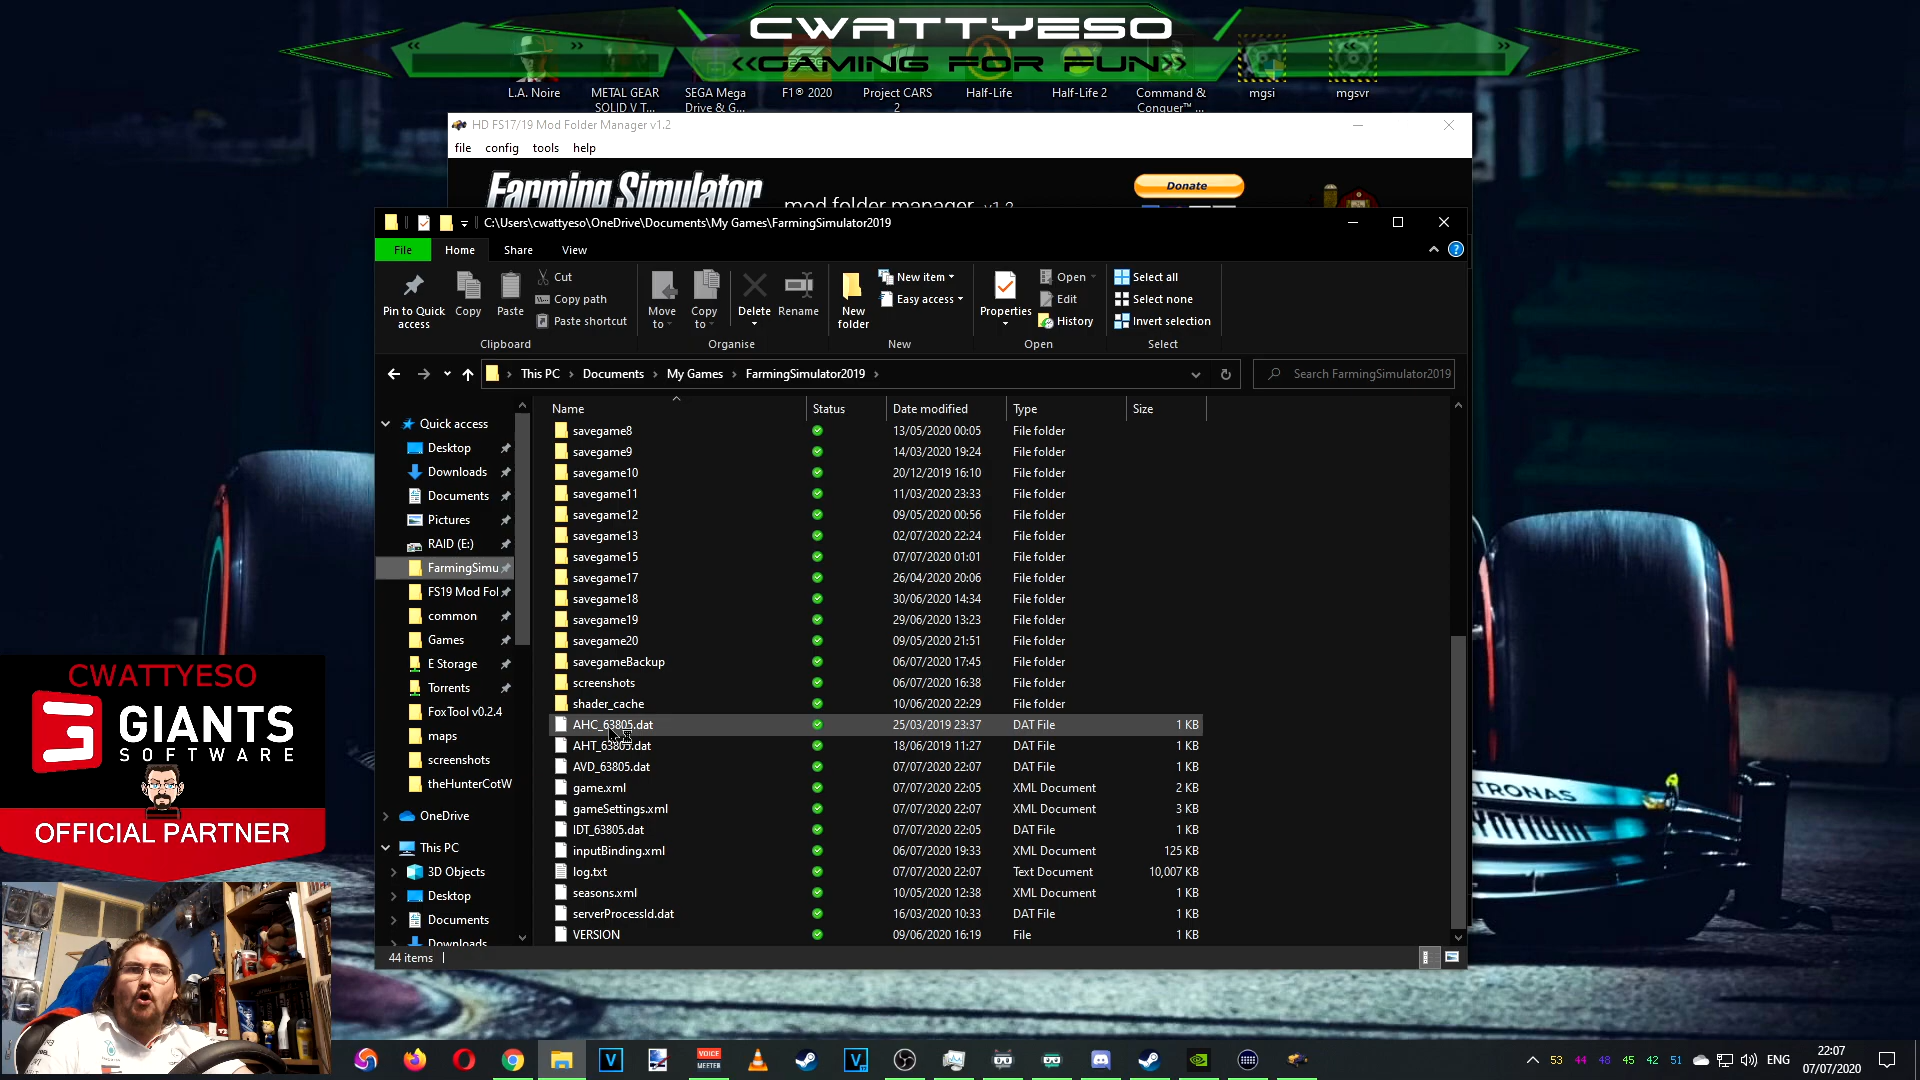 CWATTYESO
<<GAMING FOR FUN>>
L.A. Noire
METAL GEAR SOLID V T...
SEGA Mega Drive & G...
F1® 2020
Project CARS 2
Half-Life
Half-Life 2
Command & Conquer™ ...
mgsi
mgsvr
HD FS17/19 Mod Folder Manager v1.2
file config tools help
Farming Simulator
mod folder manager v1.2
Donate
C:\Users\cwattyeso\OneDrive\Documents\My Games\FarmingSimulator2019
File Home Share View
Pin to Quick access
Copy
Paste
Cut
Copy path
Paste shortcut
Clipboard
Move to
Copy to
Delete
Rename
Organise
New folder
New item
Easy access
New
Properties
Open
Edit
History
Open
Select all
Select none
Invert selection
Select
This PC > Documents > My Games > FarmingSimulator2019 >
Search FarmingSimulator2019
Quick access
Desktop
Downloads
Documents
Pictures
RAID (E:)
FarmingSimu
FS19 Mod Fol
common
Games
E Storage
Torrents
FoxTool v0.2.4
maps
screenshots
theHunterCotW
OneDrive
This PC
3D Objects
Desktop
Documents
Downloads
Name Status Date modified Type Size
savegame8 13/05/2020 00:05 File folder
savegame9 14/03/2020 19:24 File folder
savegame10 20/12/2019 16:10 File folder
savegame11 11/03/2020 23:33 File folder
savegame12 09/05/2020 00:56 File folder
savegame13 02/07/2020 22:24 File folder
savegame15 07/07/2020 01:01 File folder
savegame17 26/04/2020 20:06 File folder
savegame18 30/06/2020 14:34 File folder
savegame19 29/06/2020 13:23 File folder
savegame20 09/05/2020 21:51 File folder
savegameBackup 06/07/2020 17:45 File folder
screenshots 06/07/2020 16:38 File folder
shader_cache 10/06/2020 22:29 File folder
AHC_63805.dat 25/03/2019 23:37 DAT File 1 KB
AHT_63805.dat 18/06/2019 11:27 DAT File 1 KB
AVD_63805.dat 07/07/2020 22:07 DAT File 1 KB
game.xml 07/07/2020 22:05 XML Document 2 KB
gameSettings.xml 07/07/2020 22:07 XML Document 3 KB
IDT_63805.dat 07/07/2020 22:05 DAT File 1 KB
inputBinding.xml 06/07/2020 19:33 XML Document 125 KB
log.txt 07/07/2020 22:07 Text Document 10,007 KB
seasons.xml 10/05/2020 12:38 XML Document 1 KB
serverProcessId.dat 16/03/2020 10:33 DAT File 1 KB
VERSION 09/06/2020 16:19 File 1 KB
44 items
CWATTYESO
GIANTS
SOFTWARE
OFFICIAL PARTNER
TRONAS
VOICE MEETER
53 44 48 45 42 51
ENG
22:07
07/07/2020